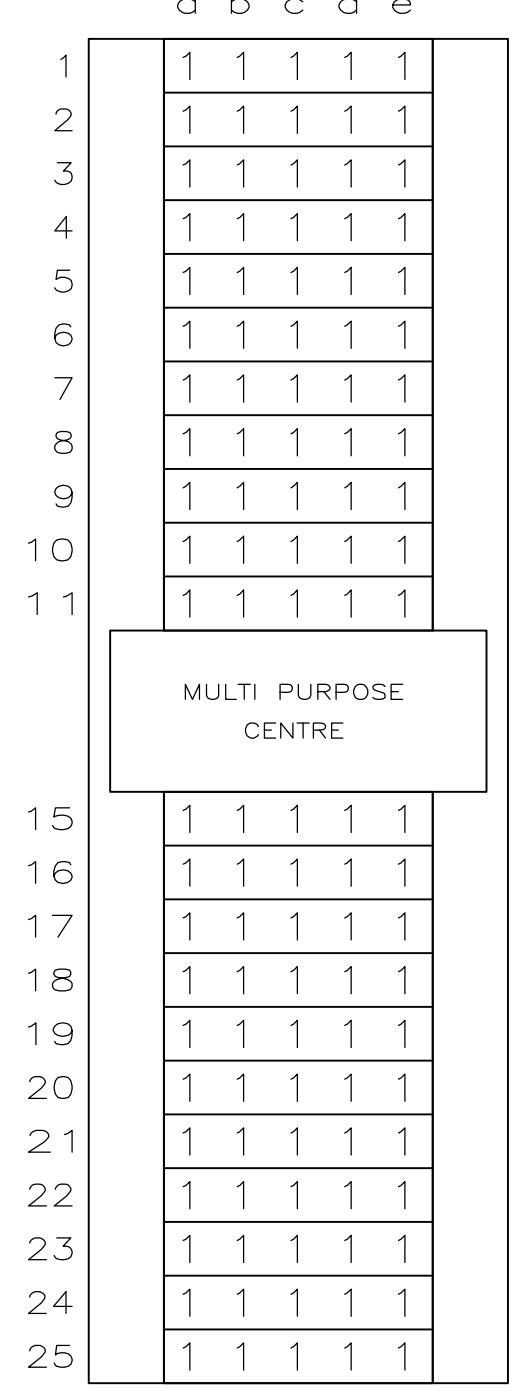 a b c d e
1 1 1 1 1 1
2 1 1 1 1 1
3 1 1 1 1 1
4 1 1 1 1 1
5 1 1 1 1 1
6 1 1 1 1 1
7 1 1 1 1 1
8 1 1 1 1 1
9 1 1 1 1 1
10 1 1 1 1 1
11 1 1 1 1 1
MULTI PURPOSE
CENTRE
15 1 1 1 1 1
16 1 1 1 1 1
17 1 1 1 1 1
18 1 1 1 1 1
19 1 1 1 1 1
20 1 1 1 1 1
21 1 1 1 1 1
22 1 1 1 1 1
23 1 1 1 1 1
24 1 1 1 1 1
25 1 1 1 1 1